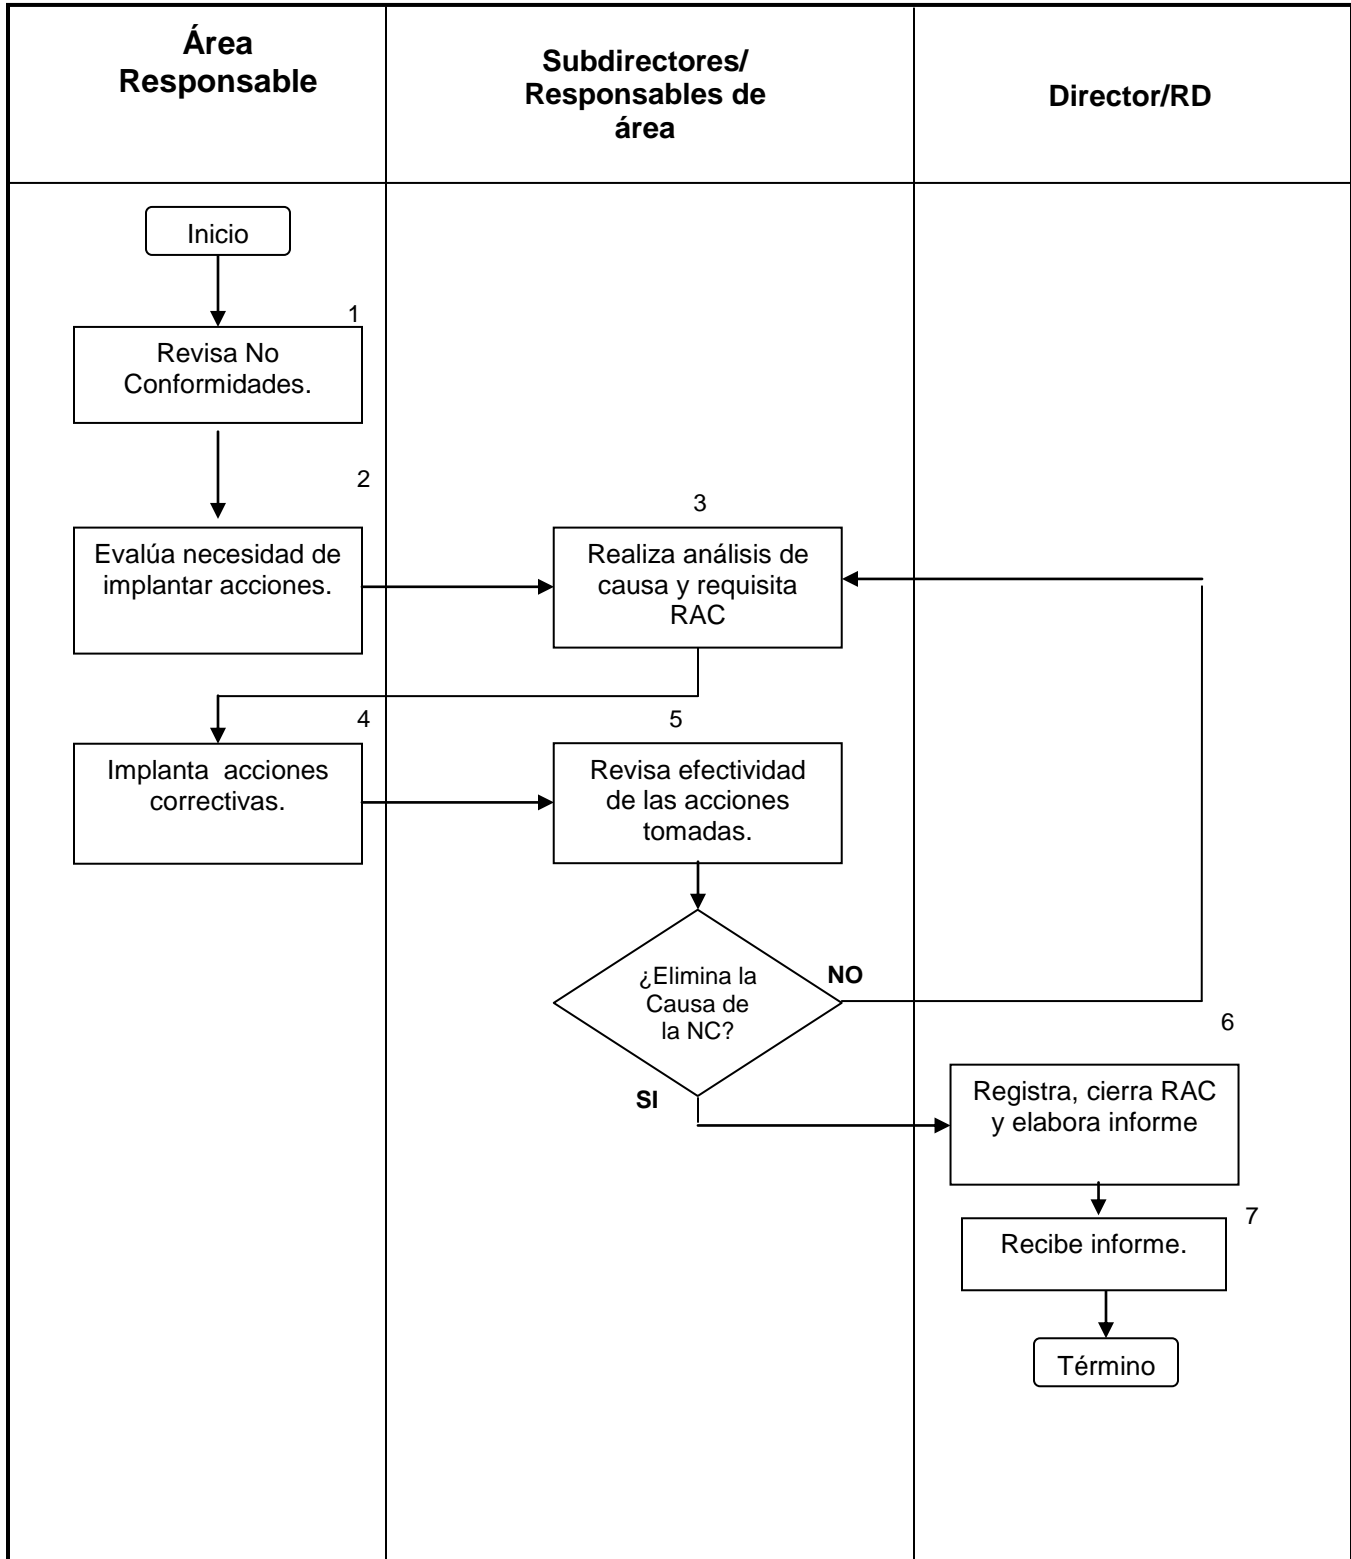 Área
Responsable
Subdirectores/
Responsables de
área
Director/RD
Inicio
1
Revisa No
Conformidades.
2
Evalúa necesidad de
implantar acciones.
3
Realiza análisis de
causa y requisita
RAC
4
Implanta  acciones
correctivas.
5
Revisa efectividad
de las acciones
tomadas.
¿Elimina la
Causa de
la NC?
NO
SI
6
Registra, cierra RAC
y elabora informe
7
Recibe informe.
Término